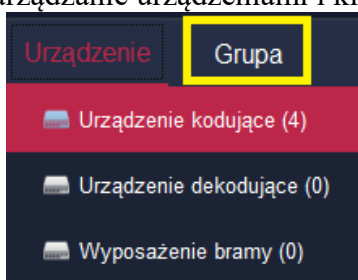 Urządzenie Grupa
Urządzenie kodujące (4)
Urządzenie dekodujące (0)
Wyposażenie bramy (0)